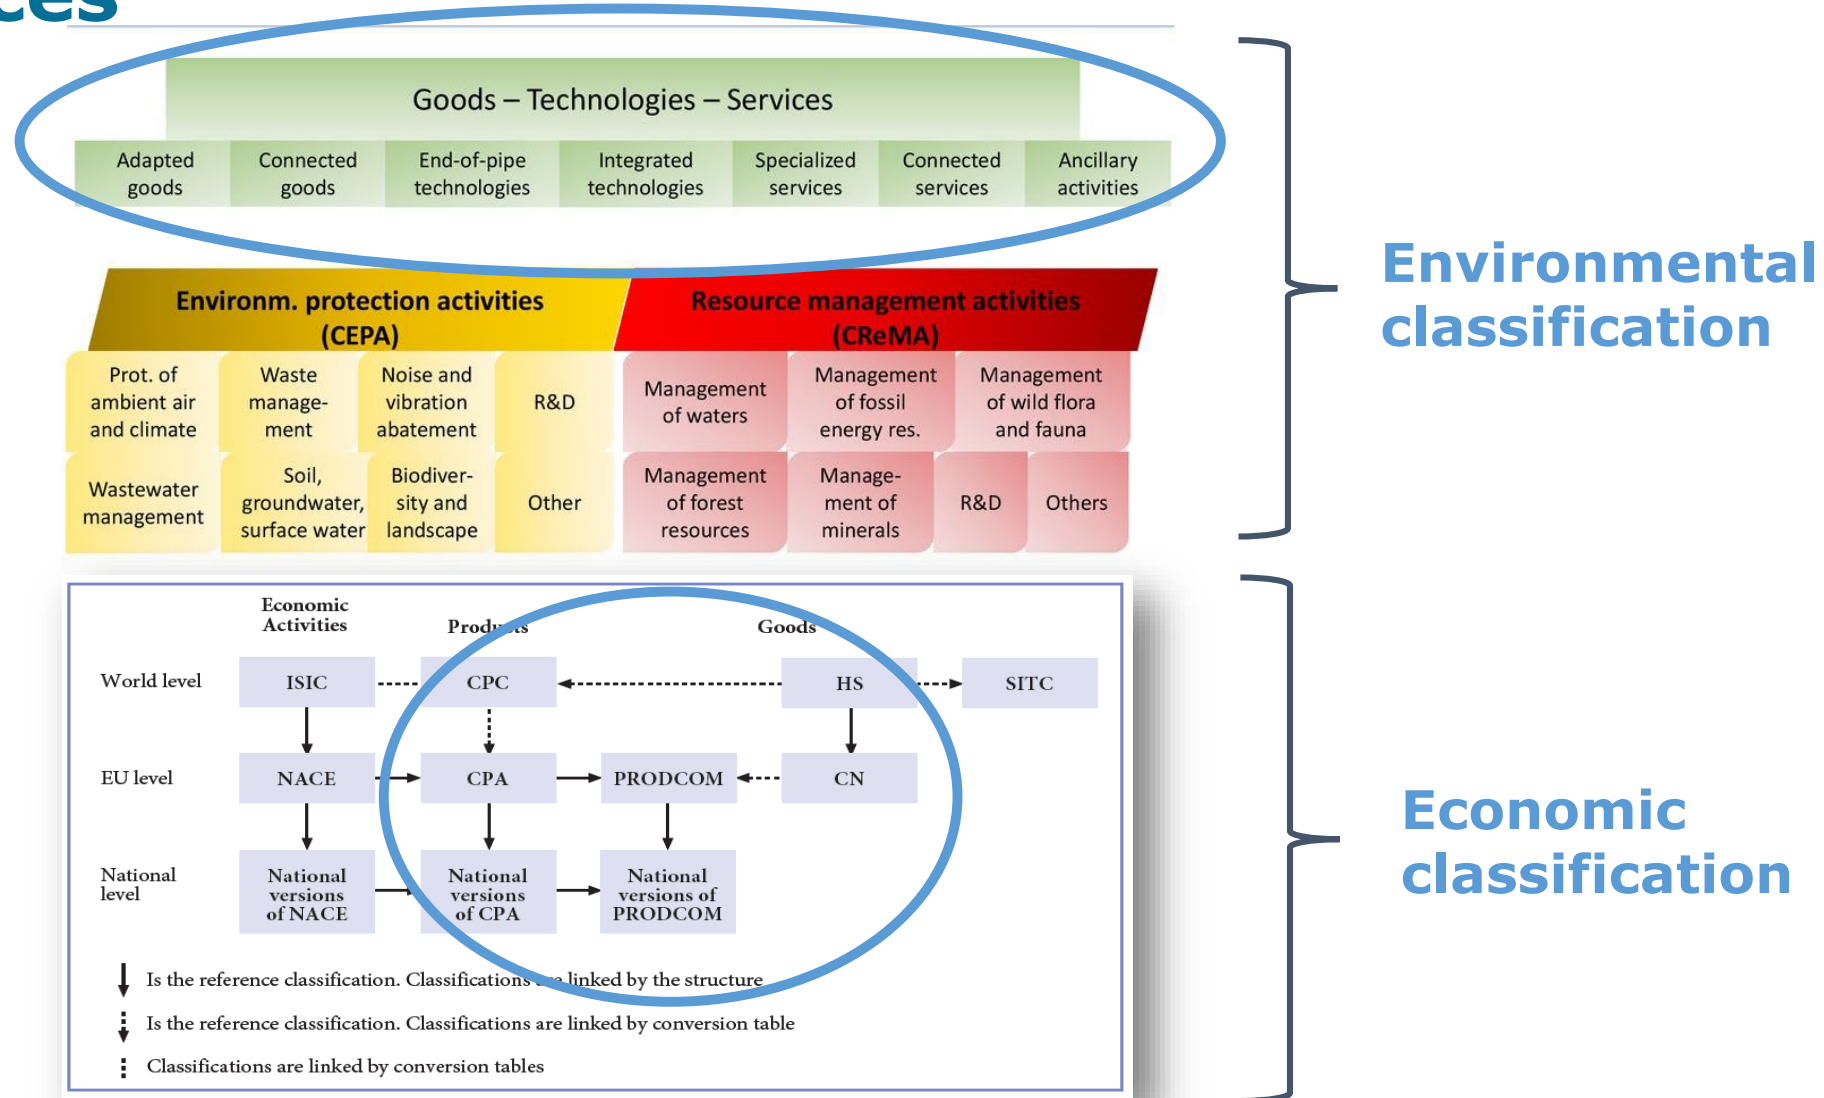 Goods – Technologies – Services
Adapted
goods
Connected
goods
End-of-pipe
technologies
Integrated
technologies
Specialized
services
Connected
services
Ancillary
activities
Environm. protection activities
(CEPA)
Resource management activities
(CReMA)
Prot. of
ambient air
and climate
Waste
manage-
ment
Noise and
vibration
abatement
R&D
Management
of waters
Management
of fossil
energy res.
Management
of wild flora
and fauna
Wastewater
management
Soil,
groundwater,
surface water
Biodiver-
sity and
landscape
Other
Management
of forest
resources
Manage-
ment of
minerals
R&D
Others
Environmental
classification
Economic
Activities
Products
Goods
World level
ISIC
CPC
HS
SITC
EU level
NACE
CPA
PRODCOM
CN
National
level
National
versions
of NACE
National
versions
of CPA
National
versions of
PRODCOM
Is the reference classification. Classifications are linked by the structure
Is the reference classification. Classifications are linked by conversion table
Classifications are linked by conversion tables
Economic
classification